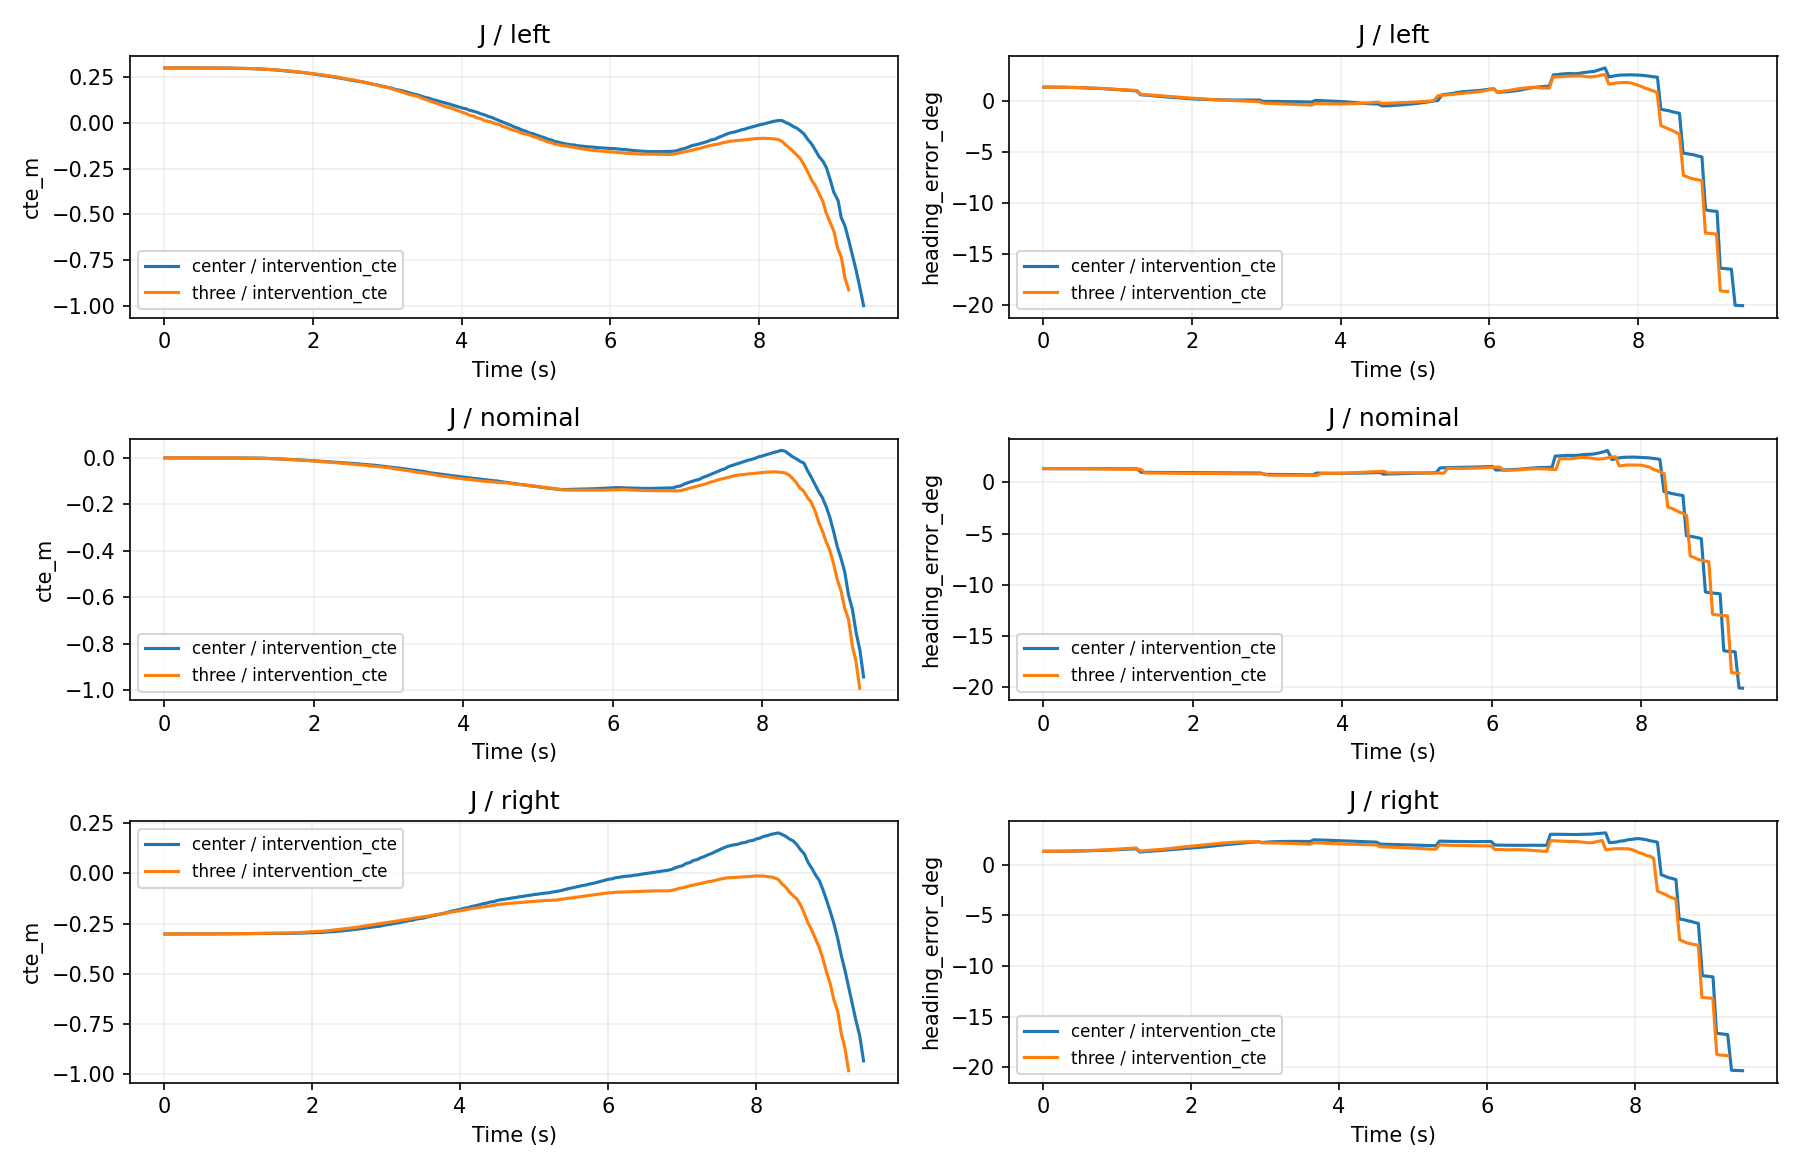 J / left
cte_m
0.25
0.00
−0.25
−0.50
−0.75
−1.00
center / intervention_cte
three / intervention_cte
0 2 4 6 8
Time (s)
J / left
heading_error_deg
0
−5
−10
−15
−20
center / intervention_cte
three / intervention_cte
0 2 4 6 8
Time (s)
J / nominal
cte_m
0.0
−0.2
−0.4
−0.6
−0.8
−1.0
center / intervention_cte
three / intervention_cte
0 2 4 6 8
Time (s)
J / nominal
heading_error_deg
0
−5
−10
−15
−20
center / intervention_cte
three / intervention_cte
0 2 4 6 8
Time (s)
J / right
cte_m
0.25
0.00
−0.25
−0.50
−0.75
−1.00
center / intervention_cte
three / intervention_cte
0 2 4 6 8
Time (s)
J / right
heading_error_deg
0
−5
−10
−15
−20
center / intervention_cte
three / intervention_cte
0 2 4 6 8
Time (s)